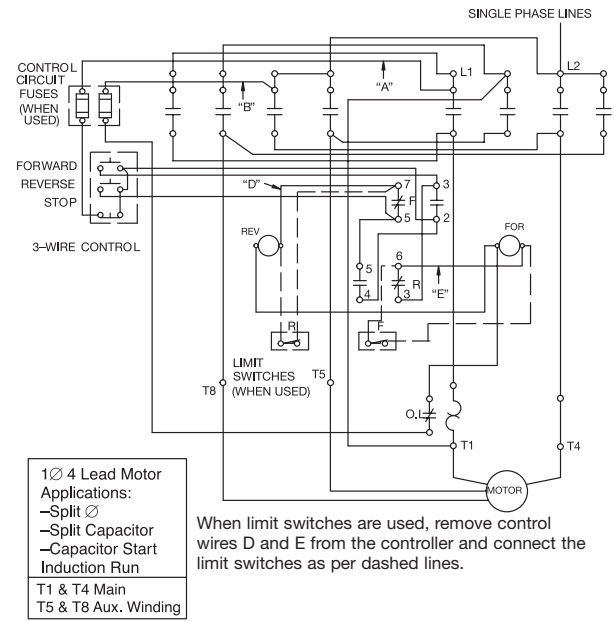 SINGLE PHASE LINES
CONTROL
CIRCUIT
FUSES
(WHEN
USED)
"A"
L1
L2
"B"
FORWARD
REVERSE
STOP
3–WIRE CONTROL
"D"
7
F
5
3
2
REV
FOR
5
4
6
R
3
"E"
R
F
LIMIT
SWITCHES
(WHEN USED)
T8
T5
O.l
T1
T4
MOTOR
1∅ 4 Lead Motor
Applications:
–Split ∅
–Split Capacitor
–Capacitor Start
Induction Run
T1 & T4 Main
T5 & T8 Aux. Winding
When limit switches are used, remove control
wires D and E from the controller and connect the
limit switches as per dashed lines.